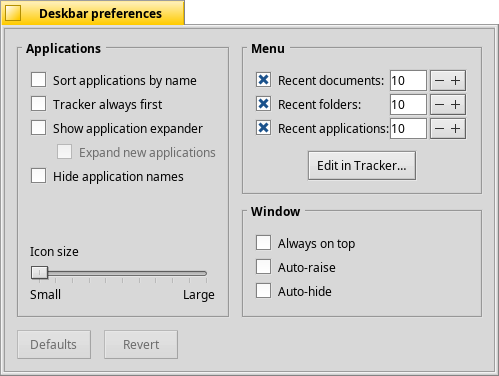 Deskbar preferences
Applications
Sort applications by name
Tracker always first
Show application expander
Expand new applications
Hide application names
Icon size
Small Large
Menu
Recent documents: 10
Recent folders: 10
Recent applications: 10
Edit in Tracker...
Window
Always on top
Auto-raise
Auto-hide
Defaults Revert